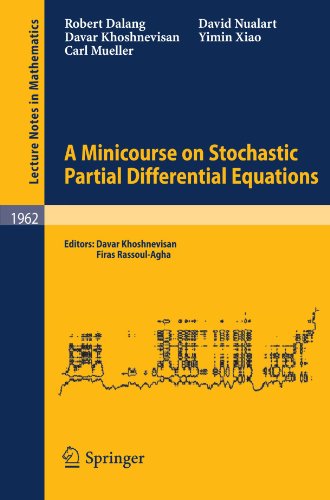 Robert Dalang
David Nualart
Davar Khoshnevisan
Yimin Xiao
Carl Mueller
Lecture Notes in Mathematics
A Minicourse on Stochastic
Partial Differential Equations
1962
Editors: Davar Khoshnevisan
Firas Rassoul-Agha
Springer